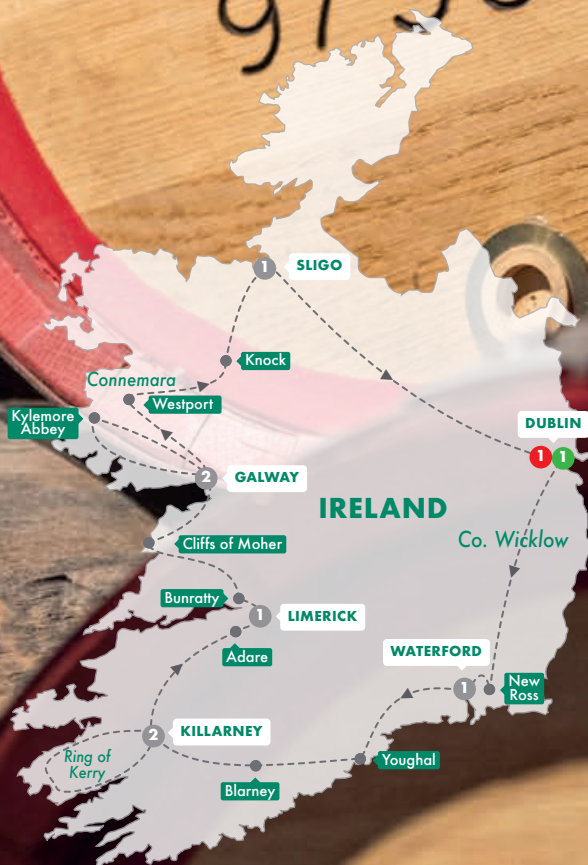 9750
1
SLIGO
Knock
Connemara
Westport
Kylemore
Abbey
2
GALWAY
DUBLIN
1
1
IRELAND
Co. Wicklow
Cliffs of Moher
Bunratty
1
LIMERICK
Adare
WATERFORD
1
New
Ross
2
KILLARNEY
Ring of
Kerry
Youghal
Blarney